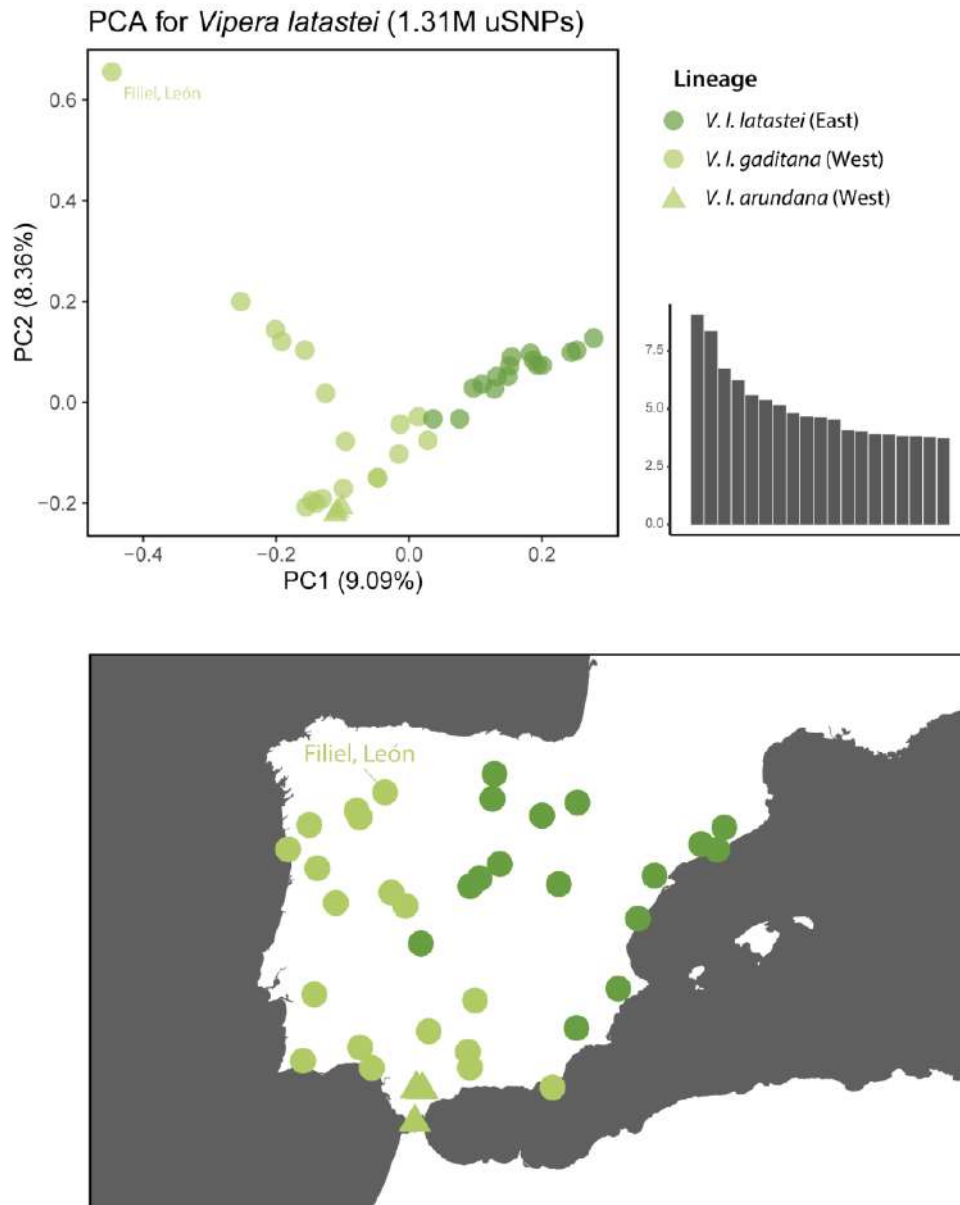 PCA for Vipera latastei (1.31M uSNPs)
Filiel, León
0.6
0.4
0.2
0.0
−0.2
PC2 (8.36%)
−0.4
−0.2
0.0
0.2
PC1 (9.09%)
Lineage
V. l. latastei (East)
V. l. gaditana (West)
V. l. arundana (West)
7.5
5.0
2.5
0.0
Filiel, León